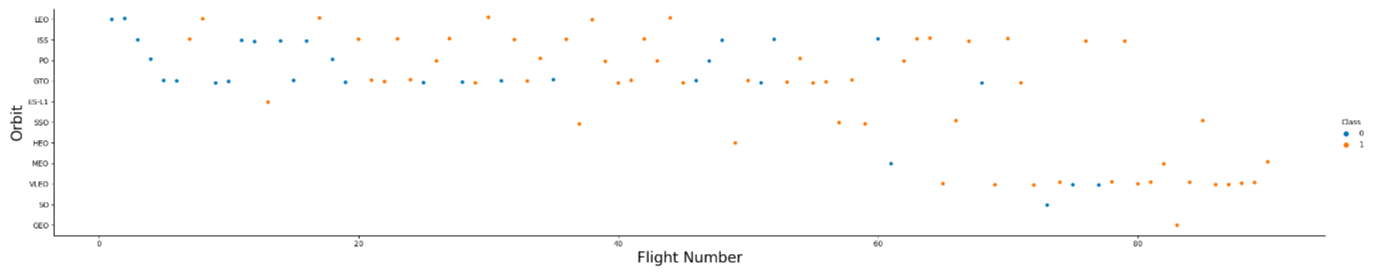 LEO
ISS
PO
GTO
ES-L1
SSO
HEO
MEO
VLEO
SO
GEO
Orbit
0 20 40 60 80
Flight Number
Class
0
1